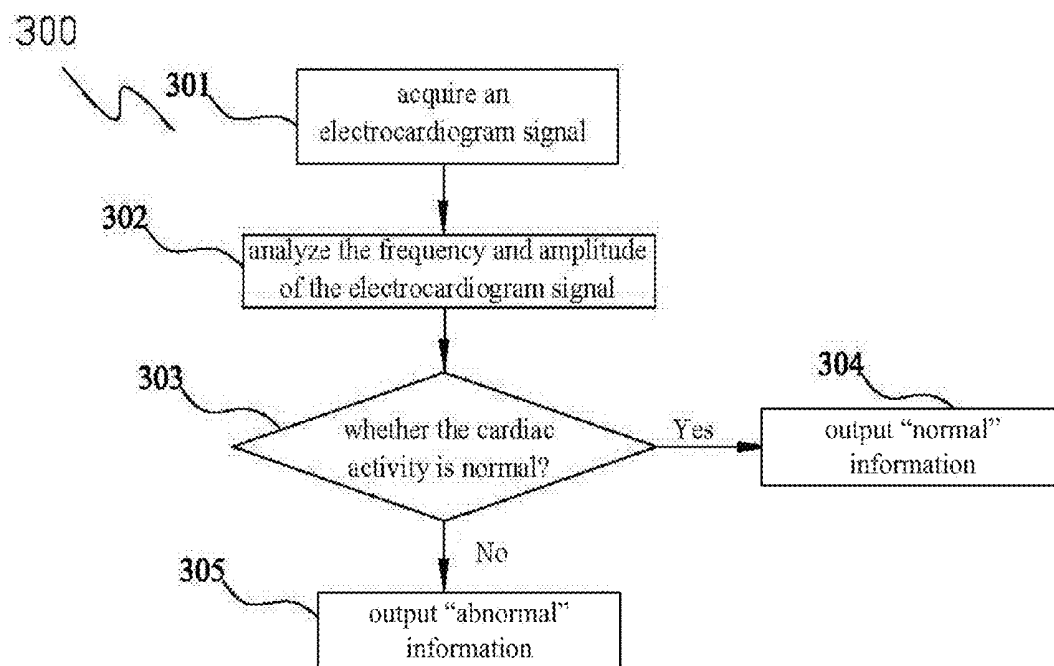 300
301
acquire an
electrocardiogram signal
302
analyze the frequency and amplitude
of the electrocardiogram signal
303
whether the cardiac
activity is normal?
Yes
304
output “normal”
information
No
305
output “abnormal”
information